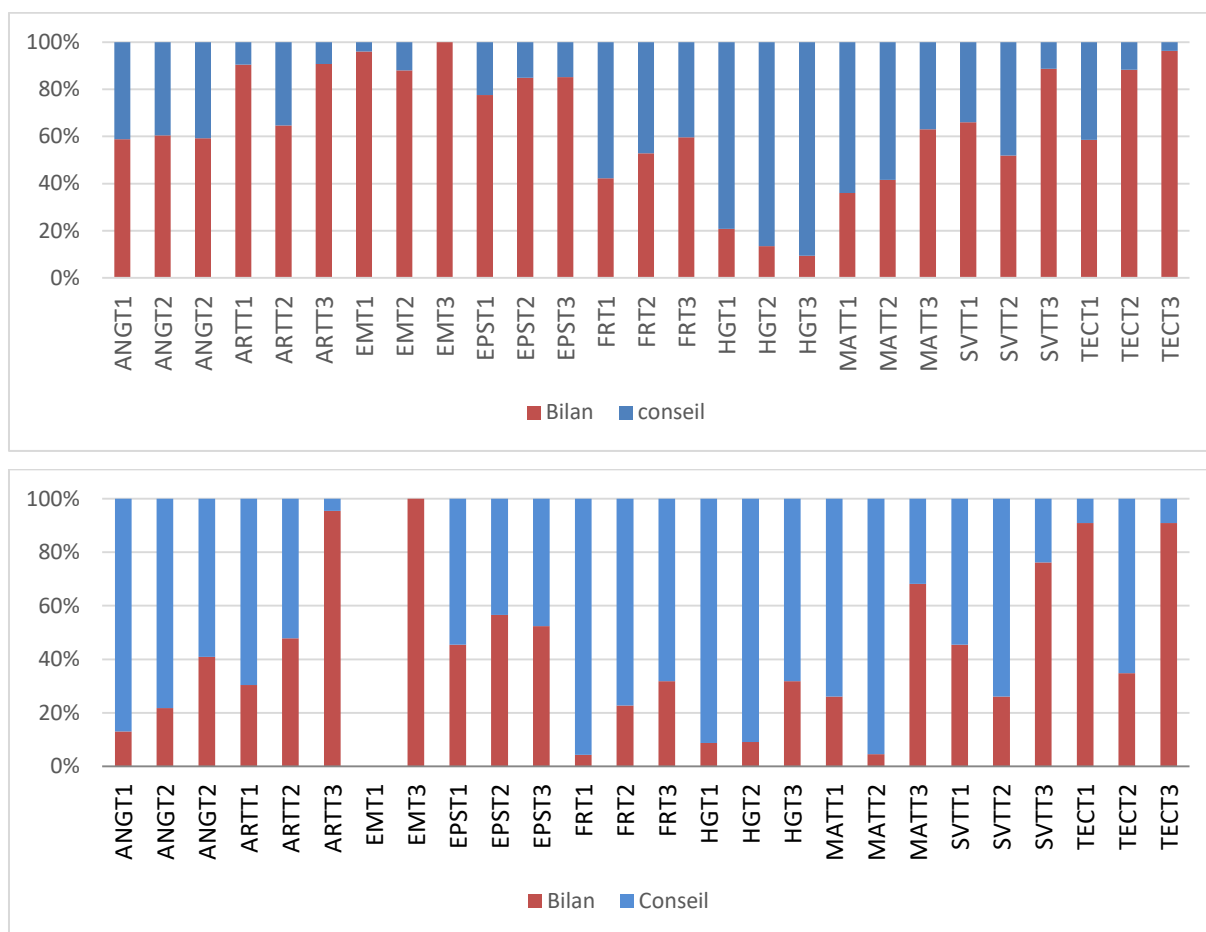 100%
80%
60%
40%
20%
0%
ANGT1
ANGT2
ANGT2
ARTT1
ARTT2
ARTT3
EMT1
EMT2
EMT3
EPST1
EPST2
EPST3
FRT1
FRT2
FRT3
HGT1
HGT2
HGT3
MATT1
MATT2
MATT3
SVTT1
SVTT2
SVTT3
TECT1
TECT2
TECT3
Bilan conseil
100%
80%
60%
40%
20%
0%
ANGT1
ANGT2
ANGT2
ARTT1
ARTT2
ARTT3
EMT1
EMT3
EPST1
EPST2
EPST3
FRT1
FRT2
FRT3
HGT1
HGT2
HGT3
MATT1
MATT2
MATT3
SVTT1
SVTT2
SVTT3
TECT1
TECT2
TECT3
Bilan Conseil